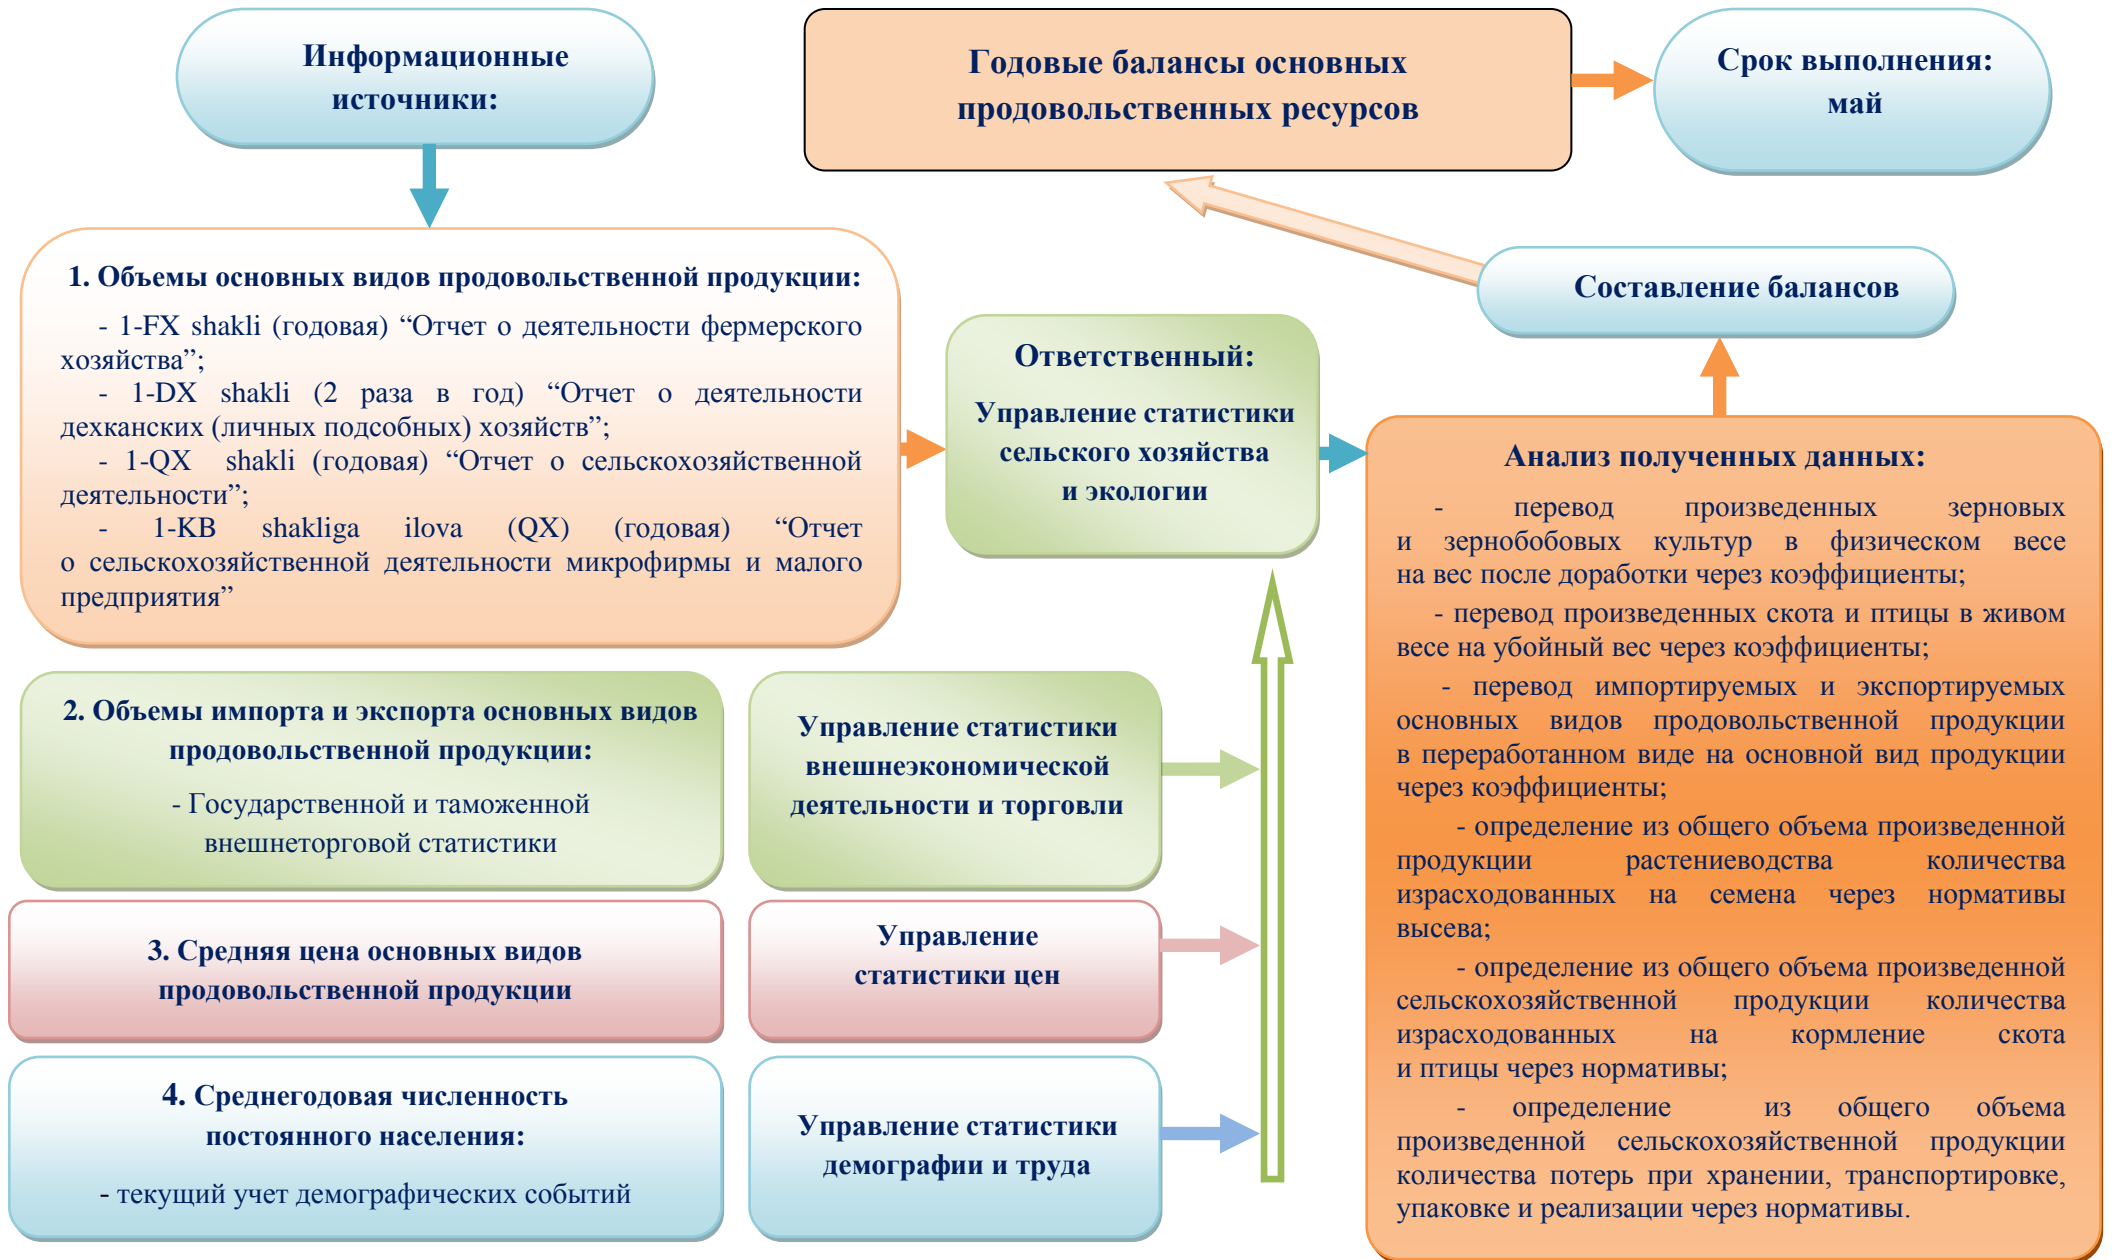 Информационные
источники:
Годовые балансы основных
продовольственных ресурсов
Срок выполнения:
май
1. Объемы основных видов продовольственной продукции:
- 1-FX shakli (годовая) “Отчет о деятельности фермерского
хозяйства”;
- 1-DX shakli (2 раза в год) “Отчет о деятельности
дехканских (личных подсобных) хозяйств”;
- 1-QX shakli (годовая) “Отчет о сельскохозяйственной
деятельности”;
- 1-KB shakliga ilova (QX) (годовая) “Отчет
о сельскохозяйственной деятельности микрофирмы и малого
предприятия”
Ответственный:
Управление статистики
сельского хозяйства
и экологии
Составление балансов
Анализ полученных данных:
- перевод произведенных зерновых
и зернобобовых культур в физическом весе
на вес после доработки через коэффициенты;
- перевод произведенных скота и птицы в живом
весе на убойный вес через коэффициенты;
- перевод импортируемых и экспортируемых
основных видов продовольственной продукции
в переработанном виде на основной вид продукции
через коэффициенты;
- определение из общего объема произведенной
продукции растениеводства количества
израсходованных на семена через нормативы
высева;
- определение из общего объема произведенной
сельскохозяйственной продукции количества
израсходованных на кормление скота
и птицы через нормативы;
- определение из общего объема
произведенной сельскохозяйственной продукции
количества потерь при хранении, транспортировке,
упаковке и реализации через нормативы.
2. Объемы импорта и экспорта основных видов
продовольственной продукции:
- Государственной и таможенной
внешнеторговой статистики
Управление статистики
внешнеэкономической
деятельности и торговли
3. Средняя цена основных видов
продовольственной продукции
Управление
статистики цен
4. Среднегодовая численность
постоянного населения:
- текущий учет демографических событий
Управление статистики
демографии и труда